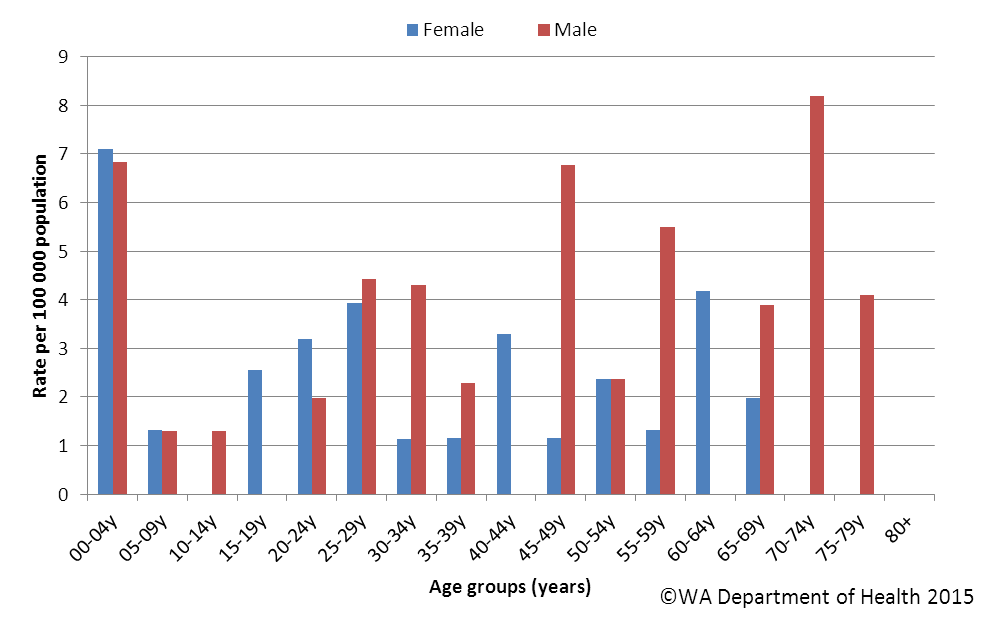 Female Male
9
8
7
6
5
4
3
2
1
0
Rate per 100 000 population
00-04y 05-09y 10-14y 15-19y 20-24y 25-29y 30-34y 35-39y 40-44y 45-49y 50-54y 55-59y 60-64y 65-69y 70-74y 75-79y 80+
Age groups (years)
©WA Department of Health 2015